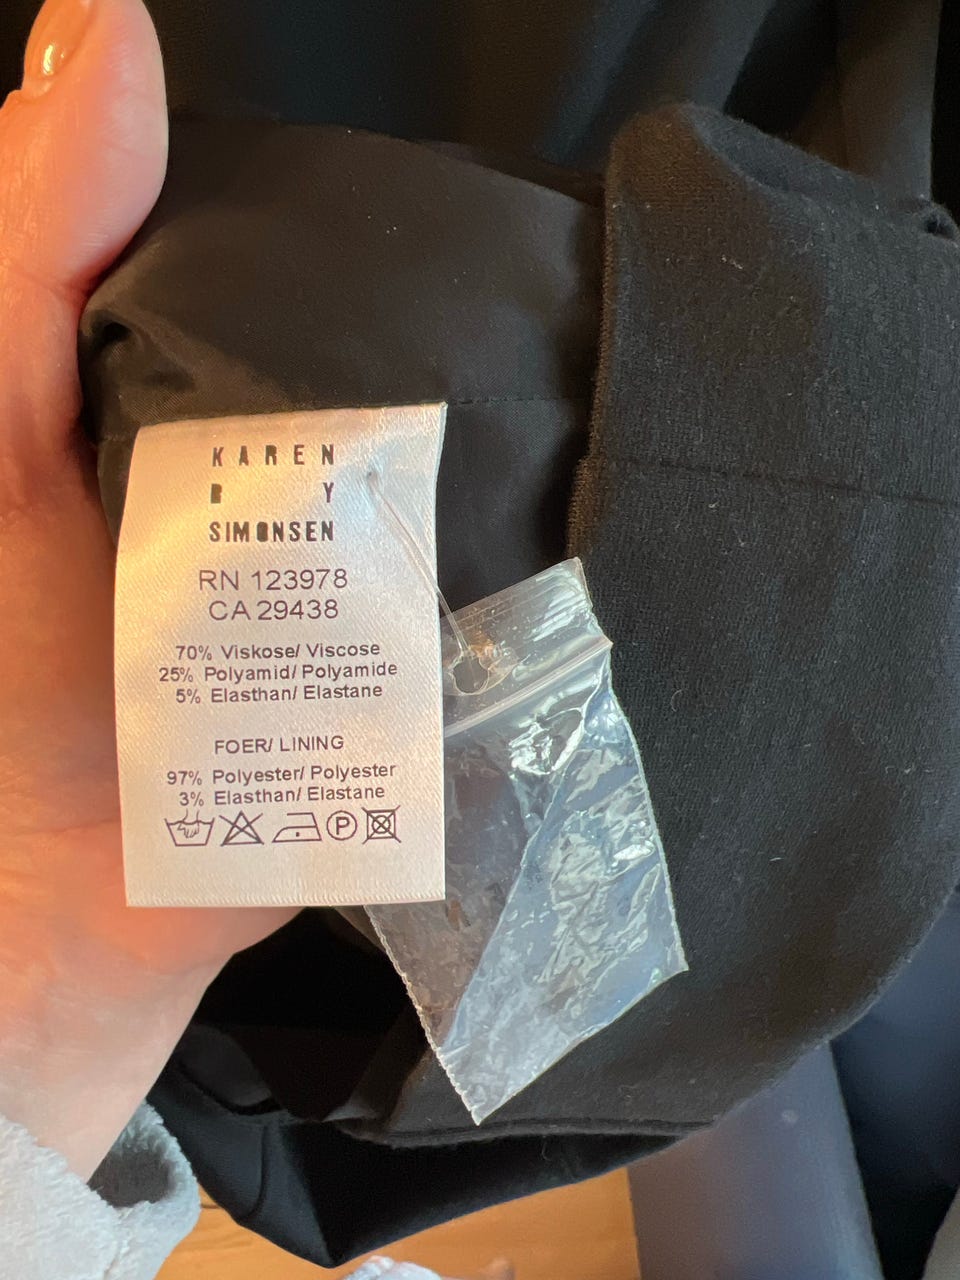 KAREN
BY
SIMONSEN
RN 123978
CA 29438
70% Viskose/ Viscose
25% Polyamid/ Polyamide
5% Elasthan/ Elastane
FOER/ LINING
97% Polyester/ Polyester
3% Elasthan/ Elastane
P